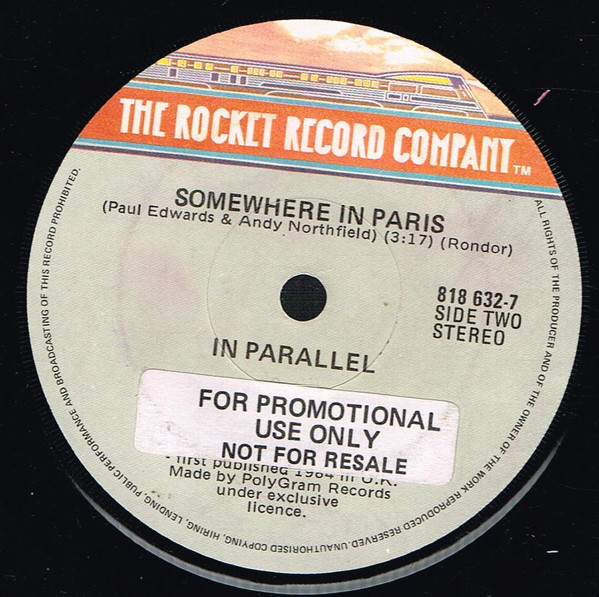 THE ROCKET RECORD COMPANY™
SOMEWHERE IN PARIS
(Paul Edwards & Andy Northfield) (3:17) (Rondor)
818 632-7
SIDE TWO
STEREO
IN PARALLEL
FOR PROMOTIONAL
USE ONLY
NOT FOR RESALE
first published 1984 in U.K.
Made by PolyGram Records
under exclusive
licence.
ALL RIGHTS OF THE PRODUCER AND OF THE OWNER OF THE WORK REPRODUCED RESERVED. UNAUTHORISED COPYING, HIRING, LENDING, PUBLIC PERFORMANCE AND BROADCASTING OF THIS RECORD PROHIBITED.